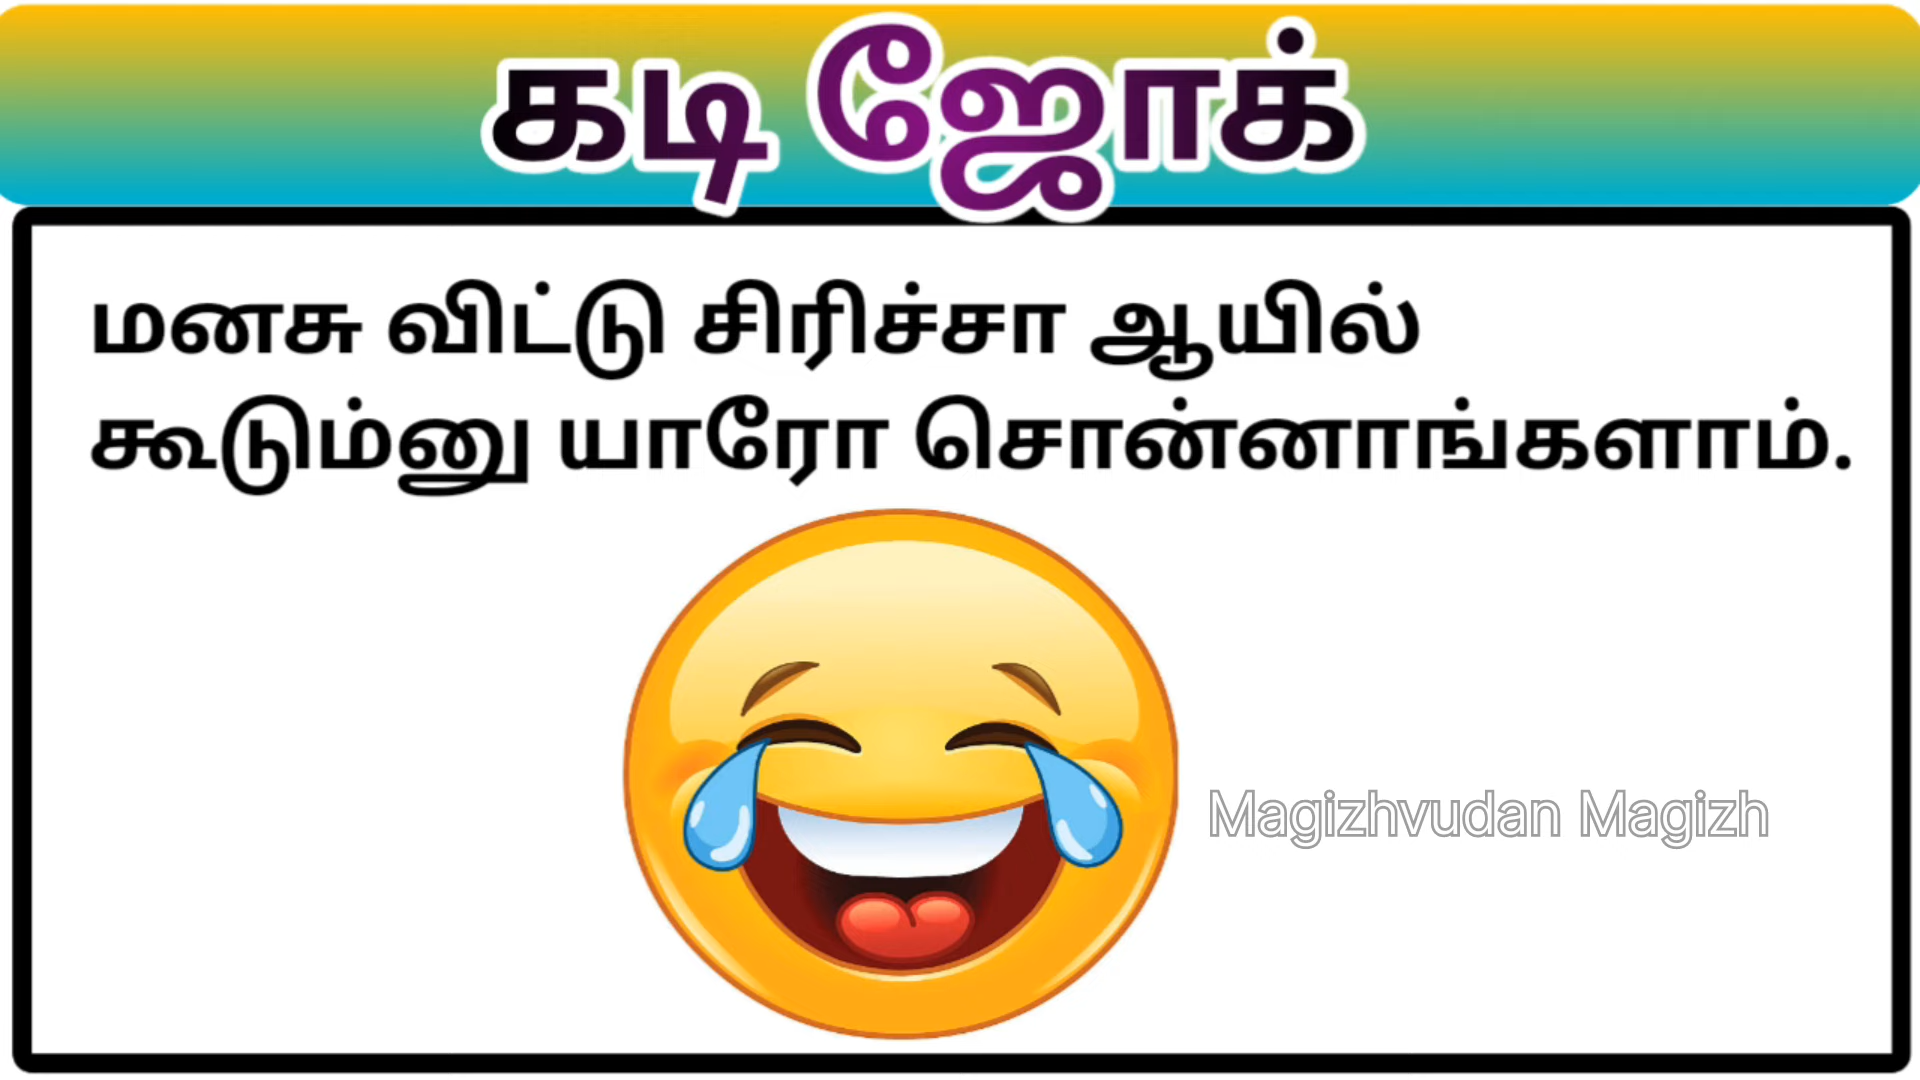 கடி ஜோக்
மனசு விட்டு சிரிச்சா ஆயில்
கூடும்னு யாரோ சொன்னாங்களாம்.
Magizhvudan Magizh